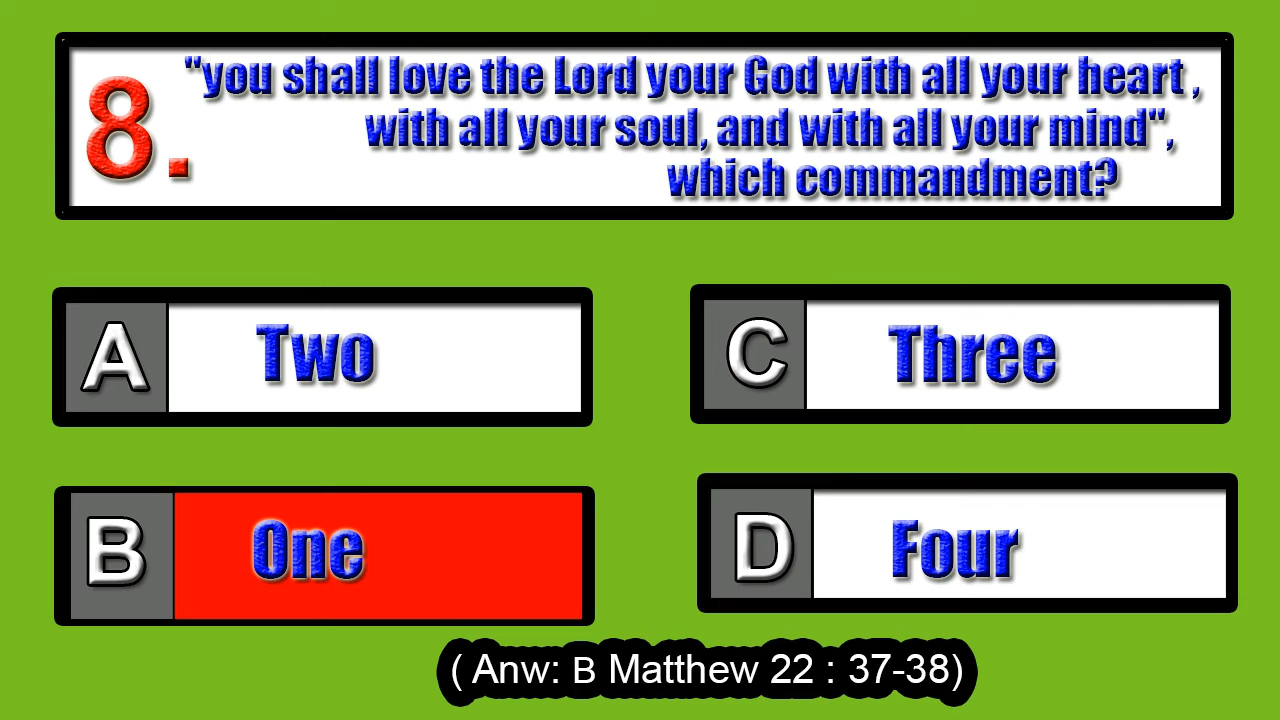 8.
"you shall love the Lord your God with all your heart ,
with all your soul, and with all your mind",
which commandment?
A Two
C Three
B One
D Four
( Anw: B Matthew 22 : 37-38)